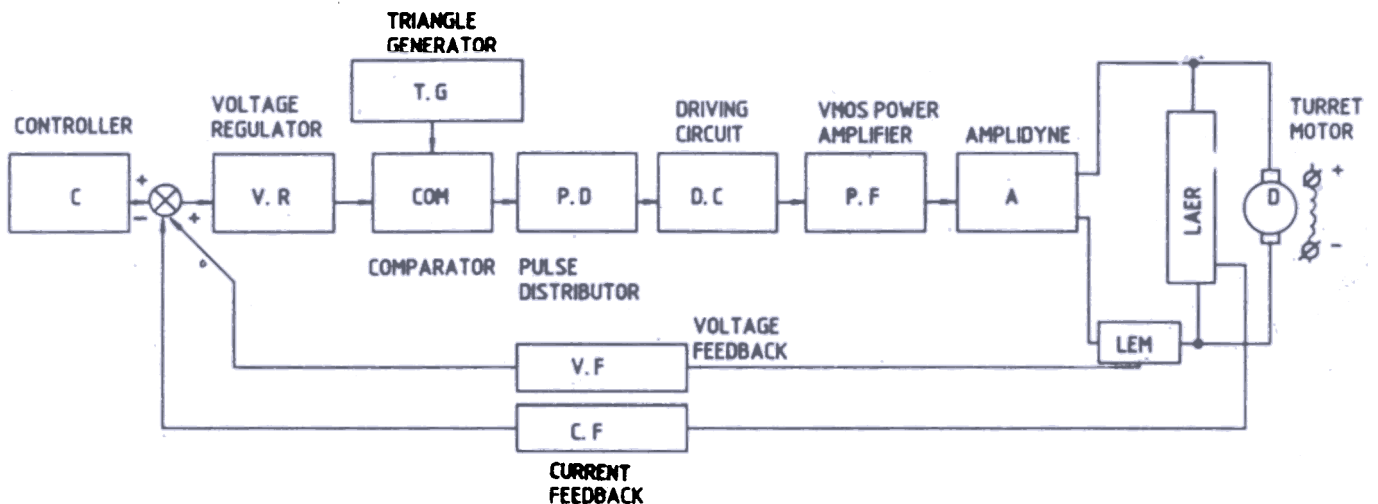 TRIANGLE
GENERATOR
T.G
CONTROLLER
C
+
−
+
VOLTAGE
REGULATOR
V.R
COM
COMPARATOR
P.D
PULSE
DISTRIBUTOR
DRIVING
CIRCUIT
D.C
VMOS POWER
AMPLIFIER
P.F
AMPLIDYNE
A
LAER
D
TURRET
MOTOR
+
-
LEM
VOLTAGE
FEEDBACK
V.F
C.F
CURRENT
FEEDBACK